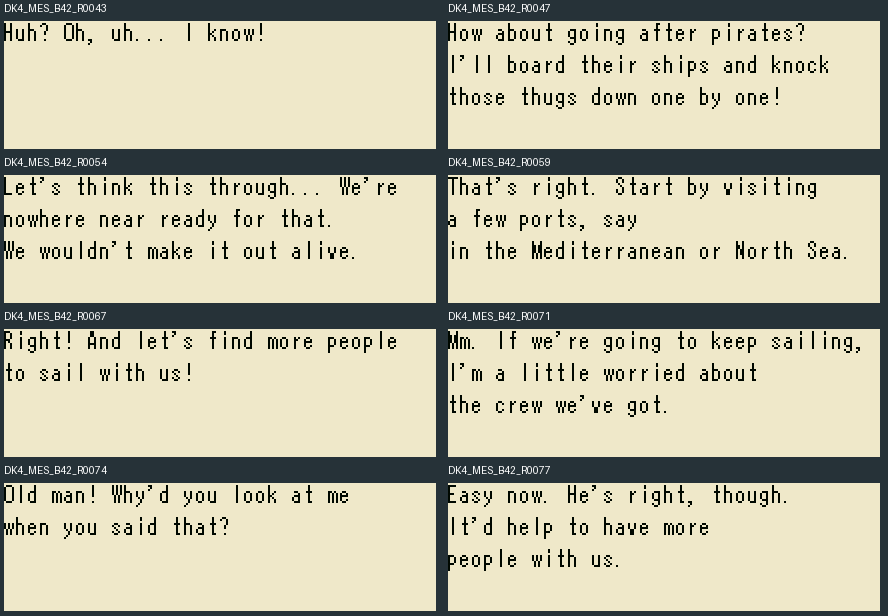 DK4_MES_B42_R0043
Huh? Oh, uh... I know!
DK4_MES_B42_R0047
How about going after pirates?
I'll board their ships and knock
those thugs down one by one!
DK4_MES_B42_R0054
Let's think this through... We're
nowhere near ready for that.
We wouldn't make it out alive.
DK4_MES_B42_R0059
That's right. Start by visiting
a few ports, say
in the Mediterranean or North Sea.
DK4_MES_B42_R0067
Right! And let's find more people
to sail with us!
DK4_MES_B42_R0071
Mm. If we're going to keep sailing,
I'm a little worried about
the crew we've got.
DK4_MES_B42_R0074
Old man! Why'd you look at me
when you said that?
DK4_MES_B42_R0077
Easy now. He's right, though.
It'd help to have more
people with us.